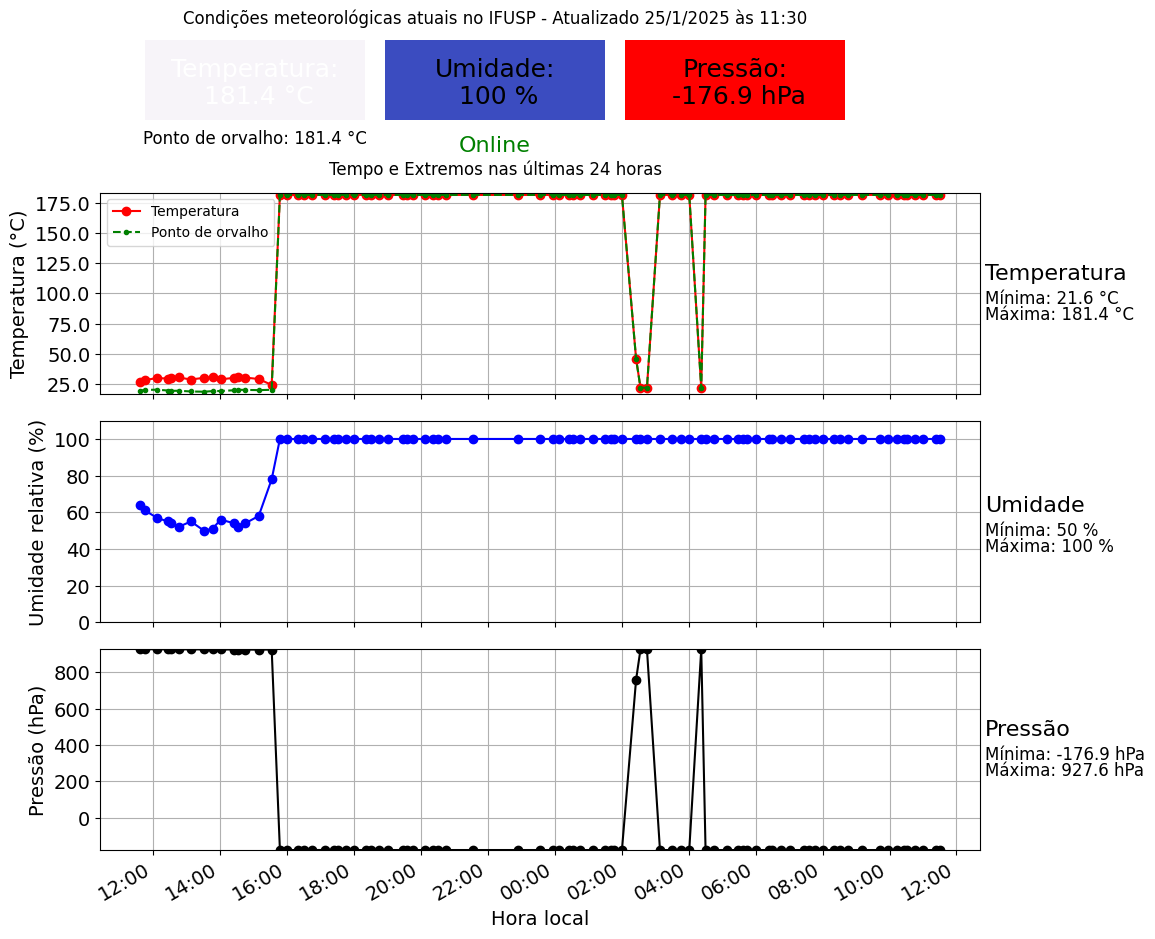 Condições meteorológicas atuais no IFUSP - Atualizado 25/1/2025 às 11:30
Temperatura:
181.4 °C
Umidade:
100 %
Pressão:
-176.9 hPa
Ponto de orvalho: 181.4 °C
Online
Tempo e Extremos nas últimas 24 horas
Temperatura (°C)
175.0
150.0
125.0
100.0
75.0
50.0
25.0
Temperatura
Ponto de orvalho
Temperatura
Mínima: 21.6 °C
Máxima: 181.4 °C
Umidade relativa (%)
100
80
60
40
20
0
Umidade
Mínima: 50 %
Máxima: 100 %
Pressão (hPa)
800
600
400
200
0
Pressão
Mínima: -176.9 hPa
Máxima: 927.6 hPa
12:00 14:00 16:00 18:00 20:00 22:00 00:00 02:00 04:00 06:00 08:00 10:00 12:00
Hora local